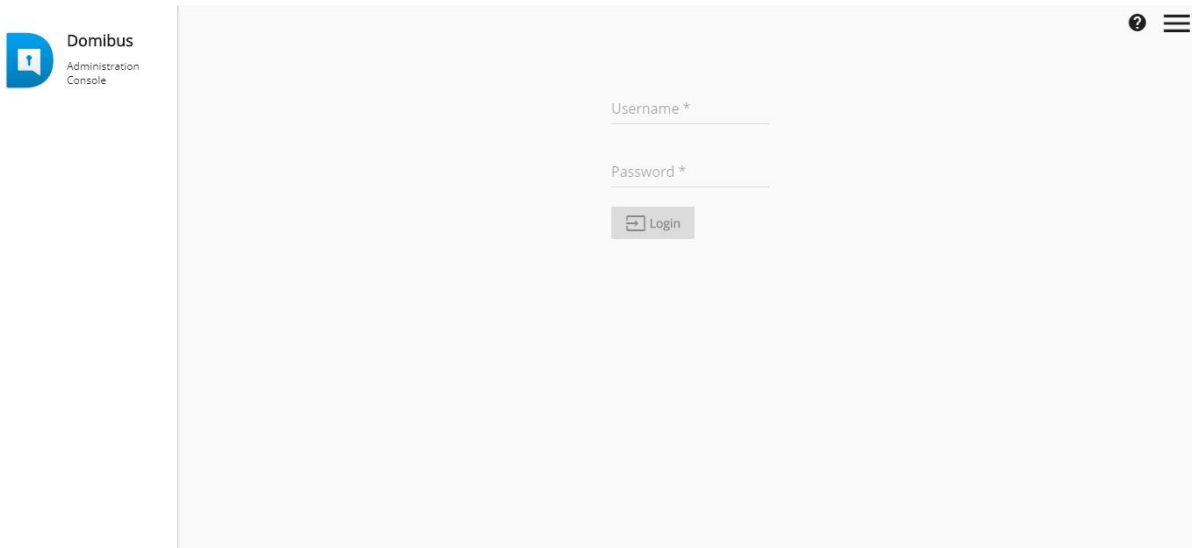 Domibus
Administration
Console
Username *
Password *
Login